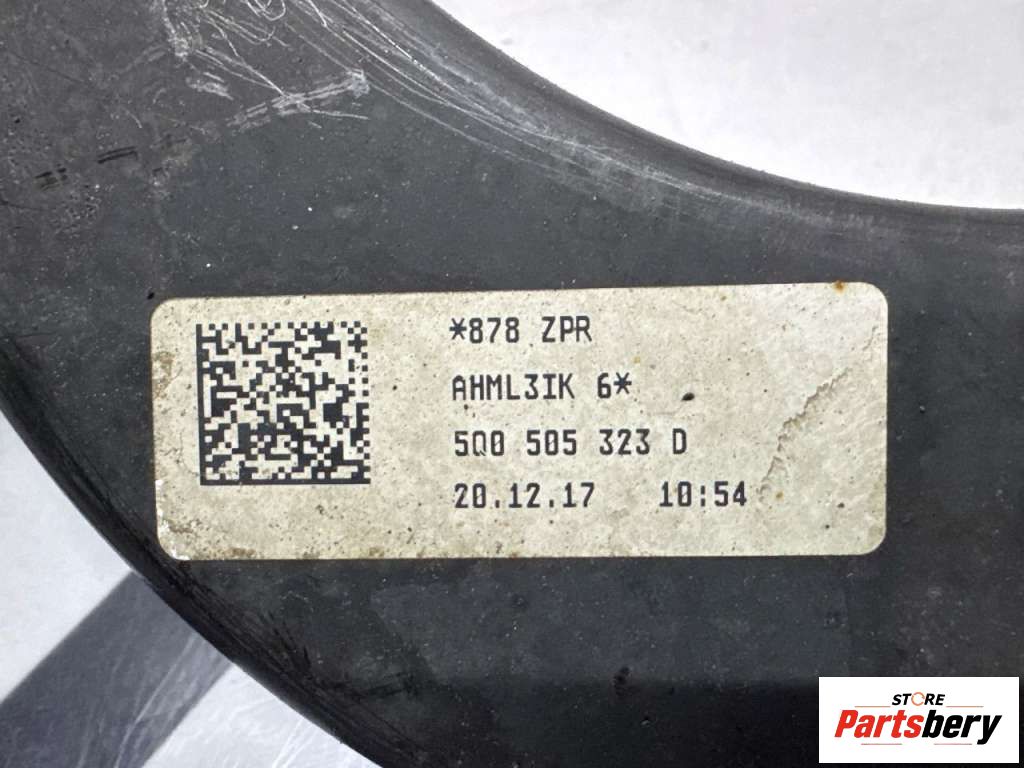 *878 ZPR
AHML3IK 6*
5Q0 505 323 D
20.12.17 10:54
STORE
Partsbery